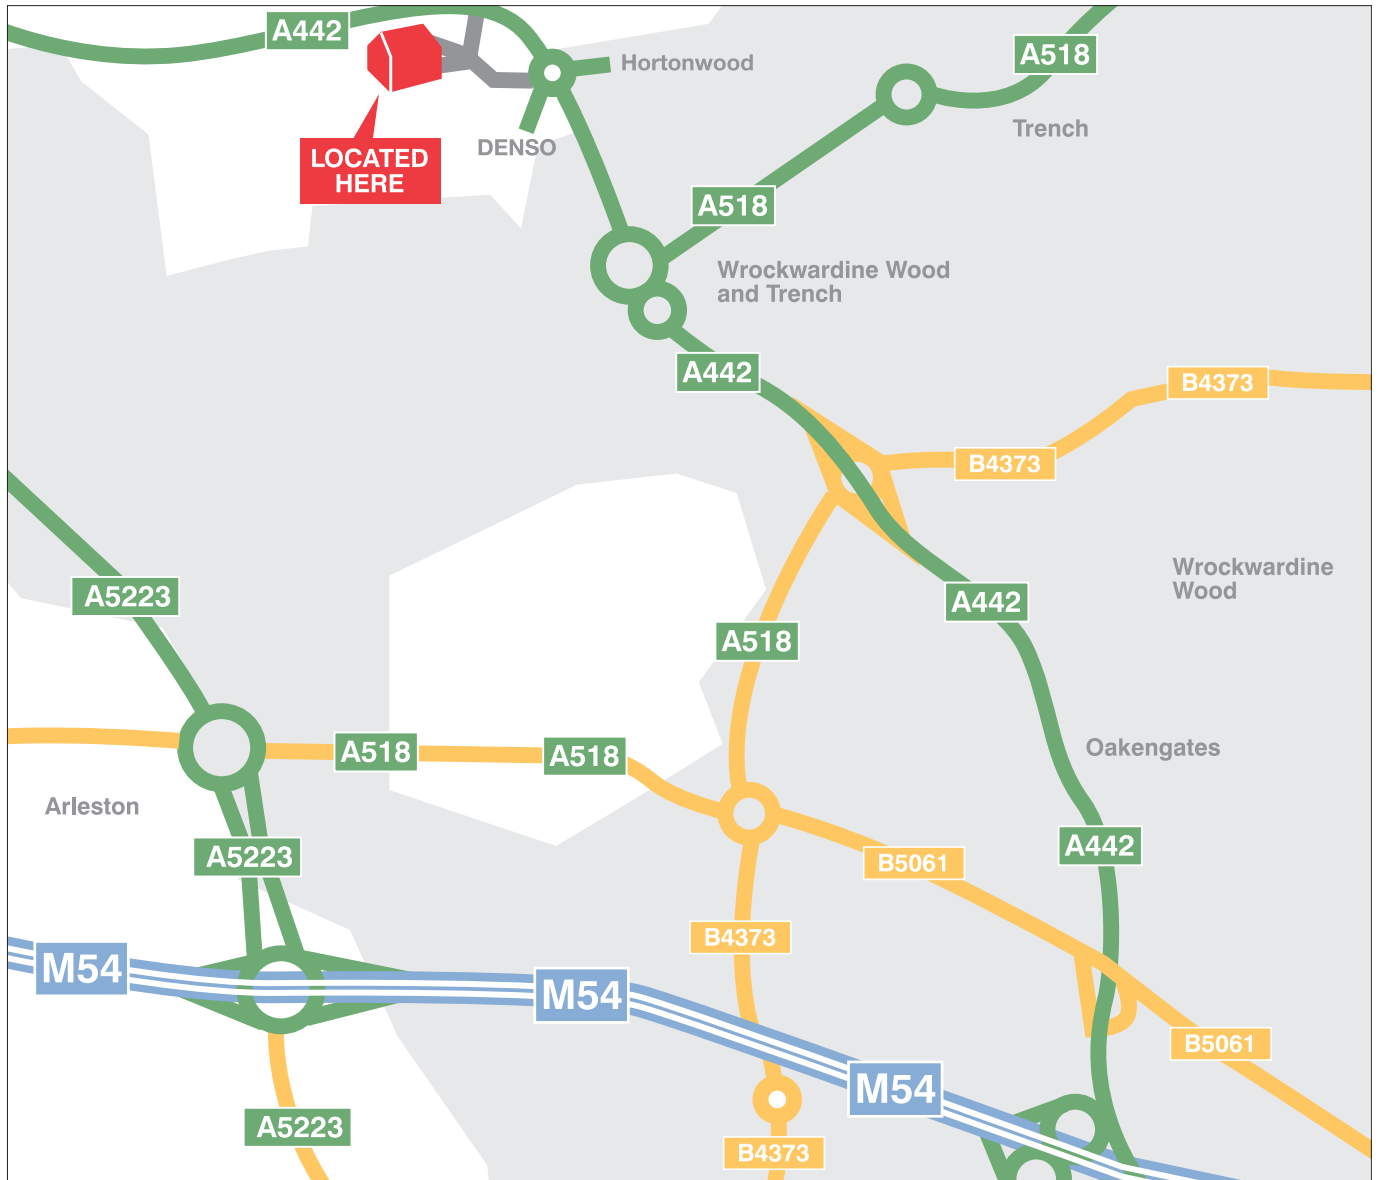 A442
A518
Hortonwood
Trench
DENSO
LOCATED
HERE
A518
Wrockwardine Wood
and Trench
A442
B4373
B4373
Wrockwardine
Wood
A5223
A442
A518
Oakengates
A518
A518
Arleston
A442
A5223
B5061
B4373
M54
M54
B5061
M54
A5223
B4373